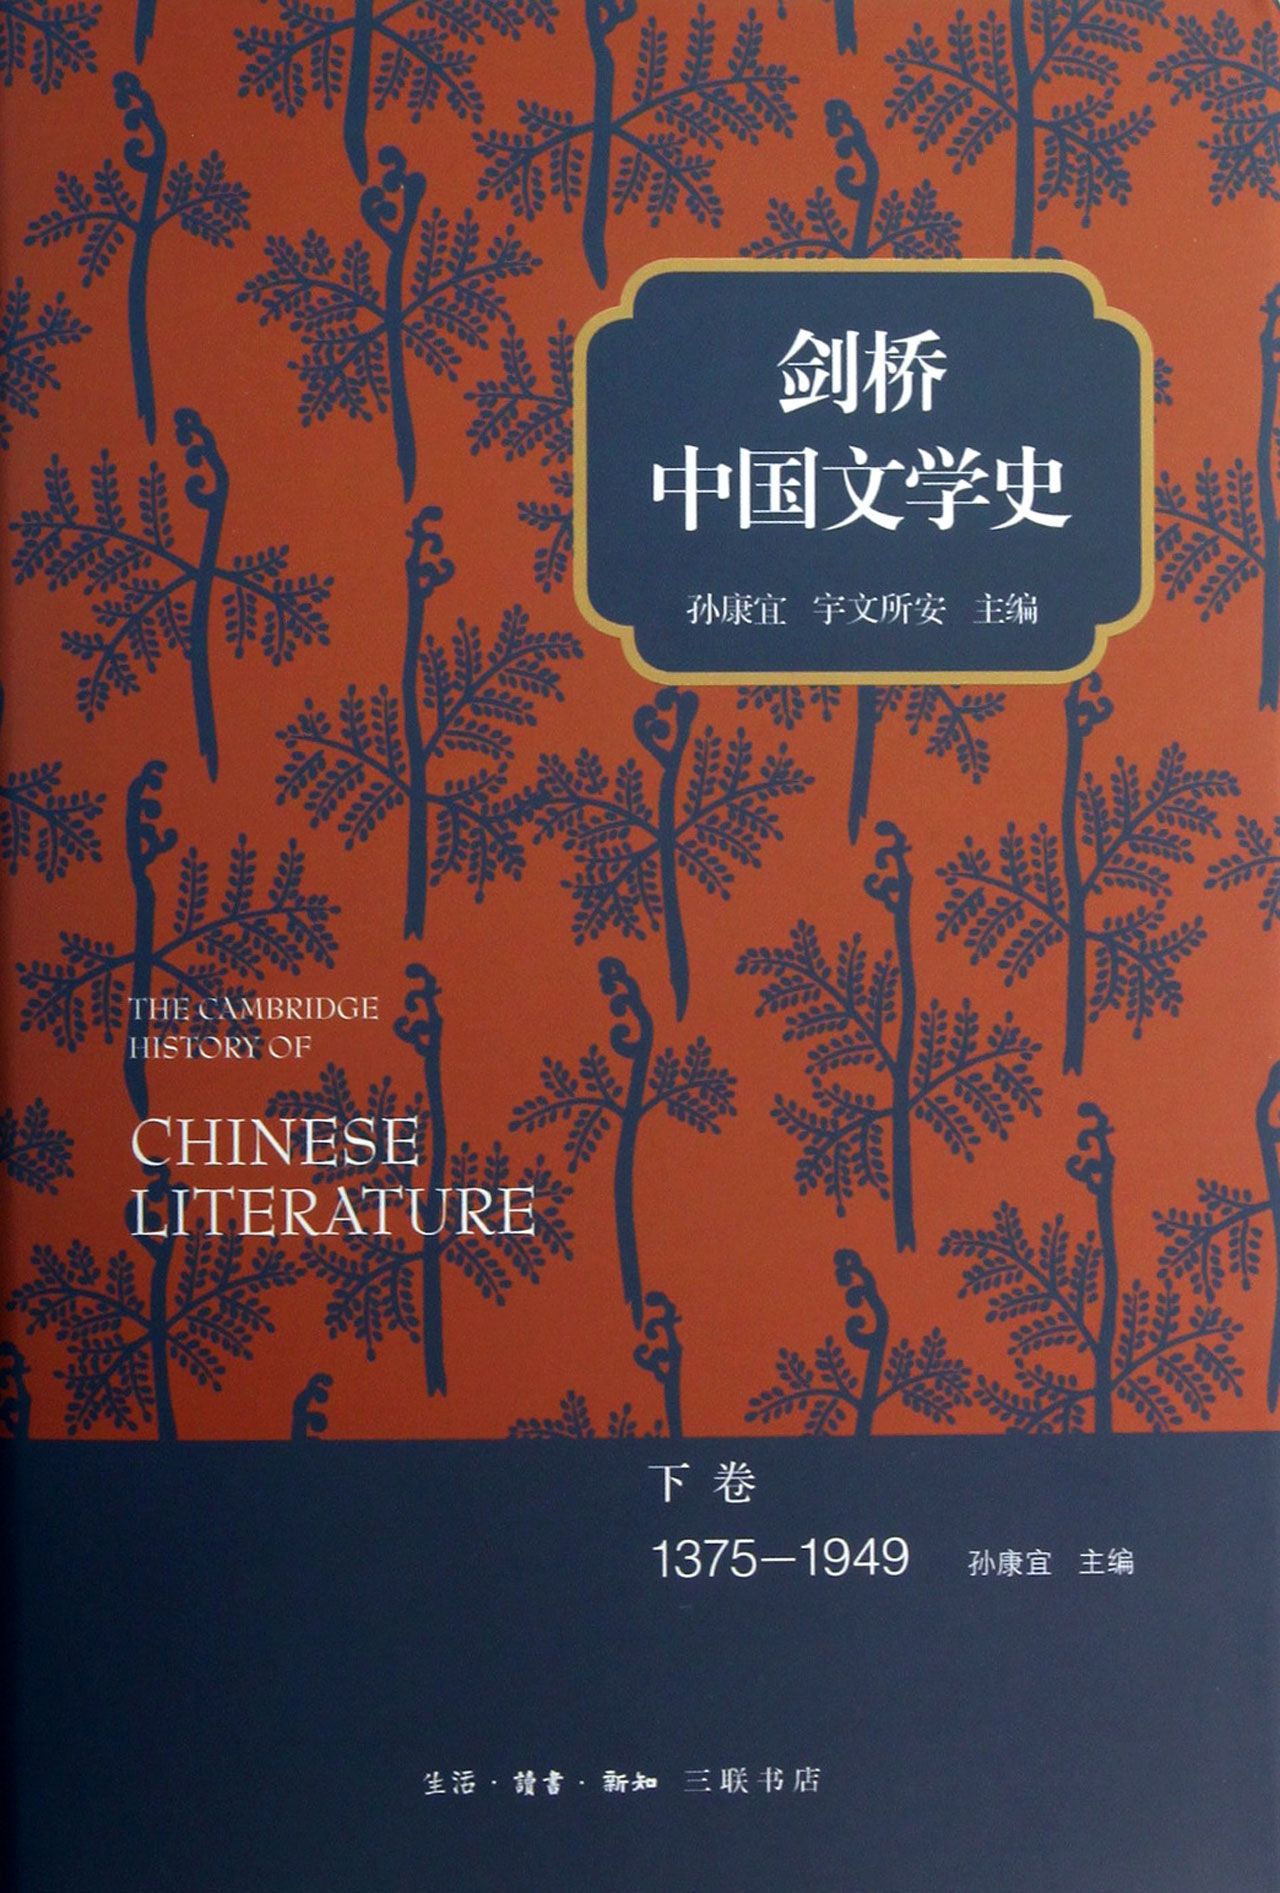 剑桥
中国文学史
孙康宜 宇文所安 主编
THE CAMBRIDGE
HISTORY OF
CHINESE
LITERATURE
下卷
1375—1949 孙康宜 主编
生活·讀書·新知 三联书店